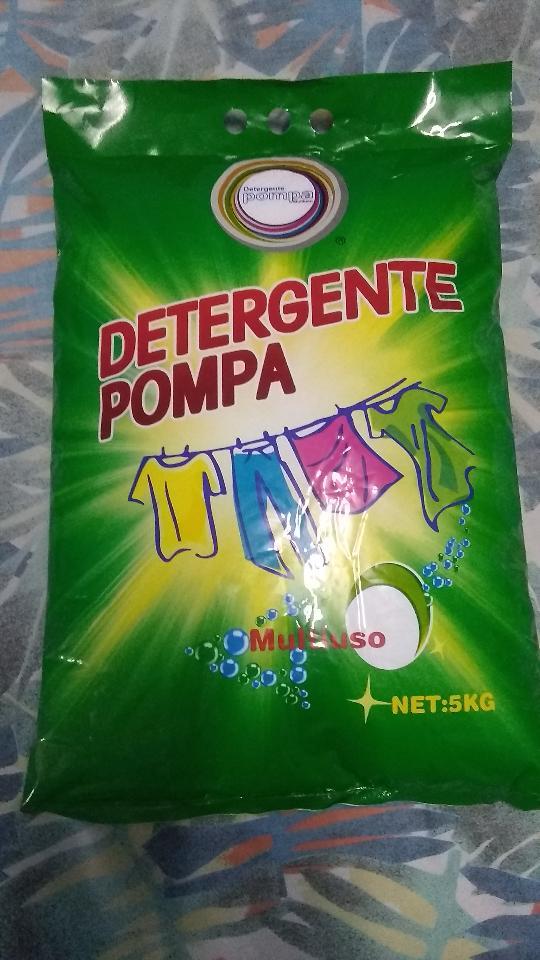 Detergente
pompa
®
DETERGENTE
POMPA
Multiuso
NET:5KG